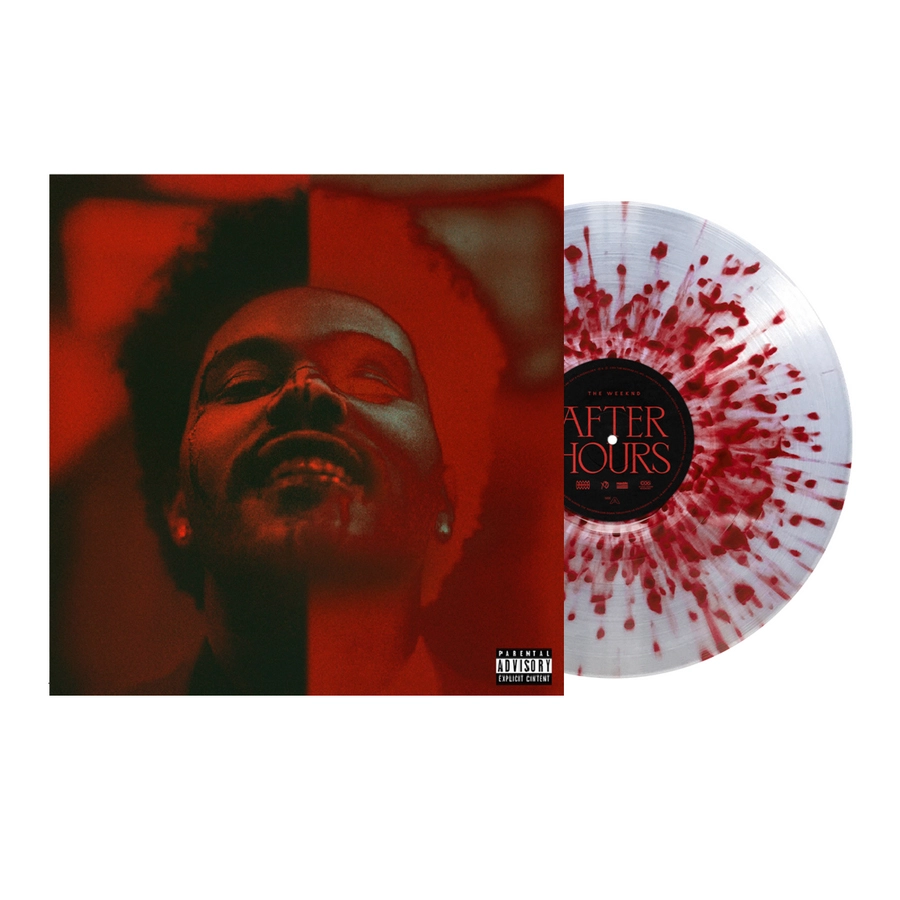 THE WEEKND
AFTER
HOURS
PARENTAL
ADVISORY
EXPLICIT CONTENT